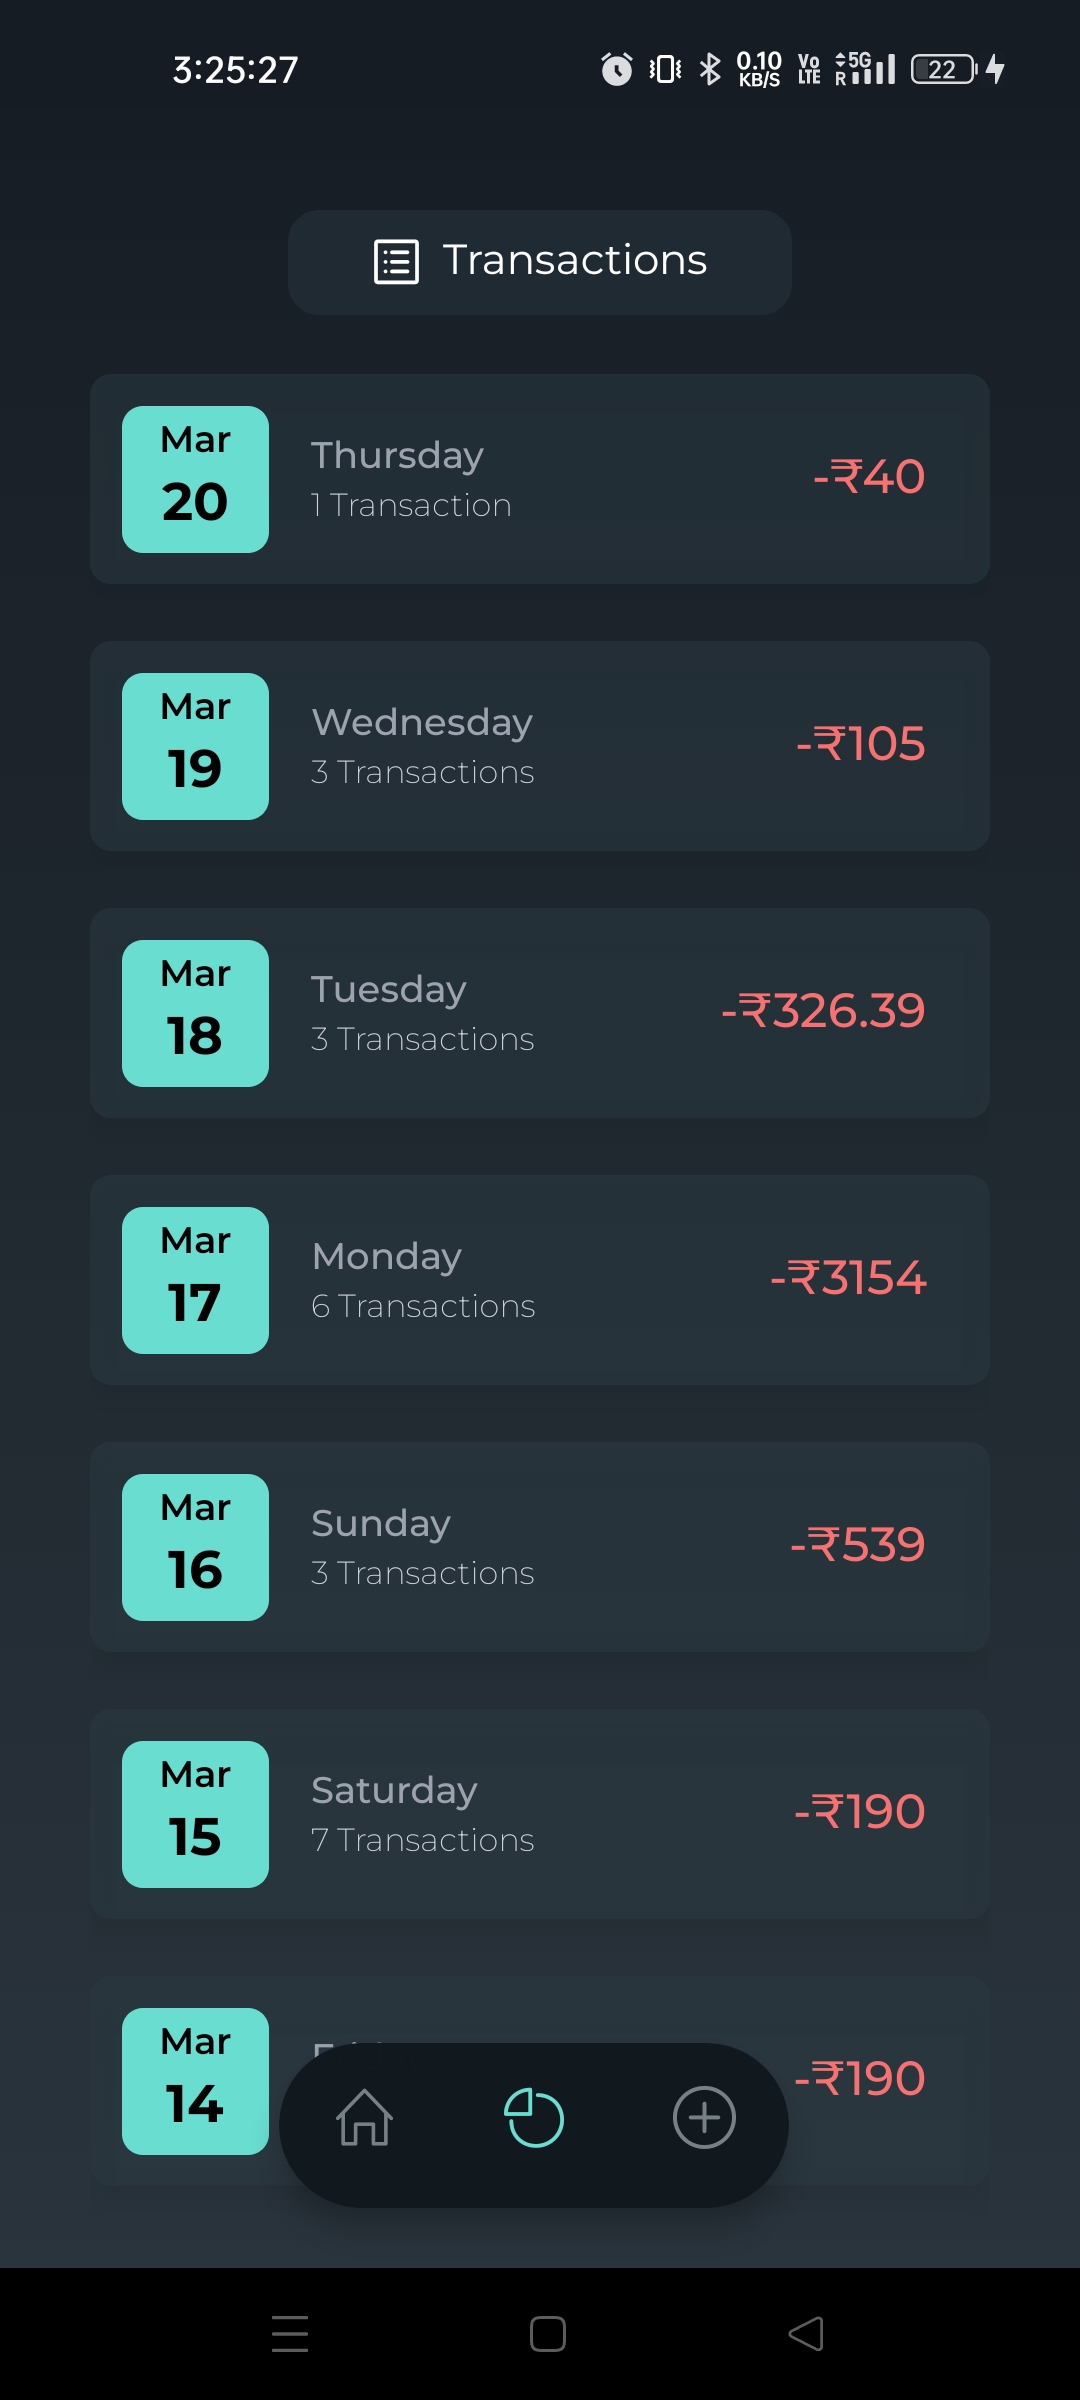 3:25:27 0.10 KB/S Vo LTE 5G R 22
Transactions
Mar
20
Thursday
1 Transaction
-₹40
Mar
19
Wednesday
3 Transactions
-₹105
Mar
18
Tuesday
3 Transactions
-₹326.39
Mar
17
Monday
6 Transactions
-₹3154
Mar
16
Sunday
3 Transactions
-₹539
Mar
15
Saturday
7 Transactions
-₹190
Mar
14
-₹190